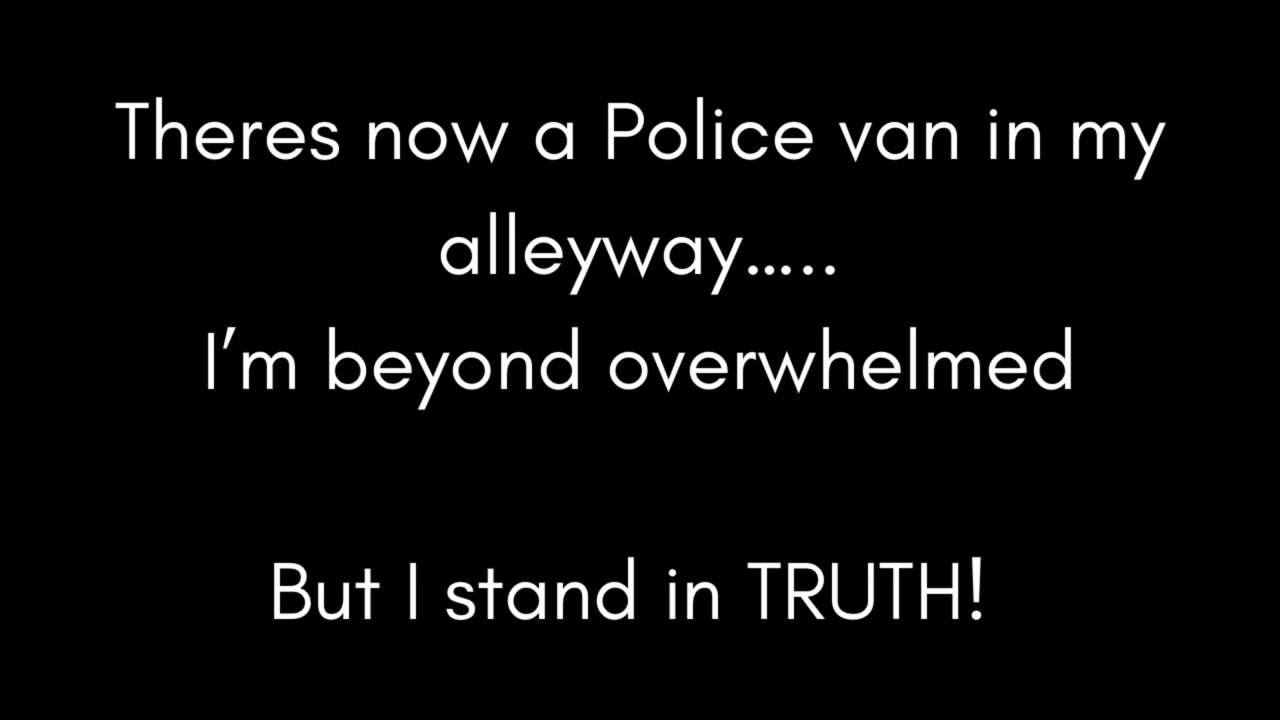 Theres now a Police van in my
alleyway.....
I'm beyond overwhelmed
But I stand in TRUTH!